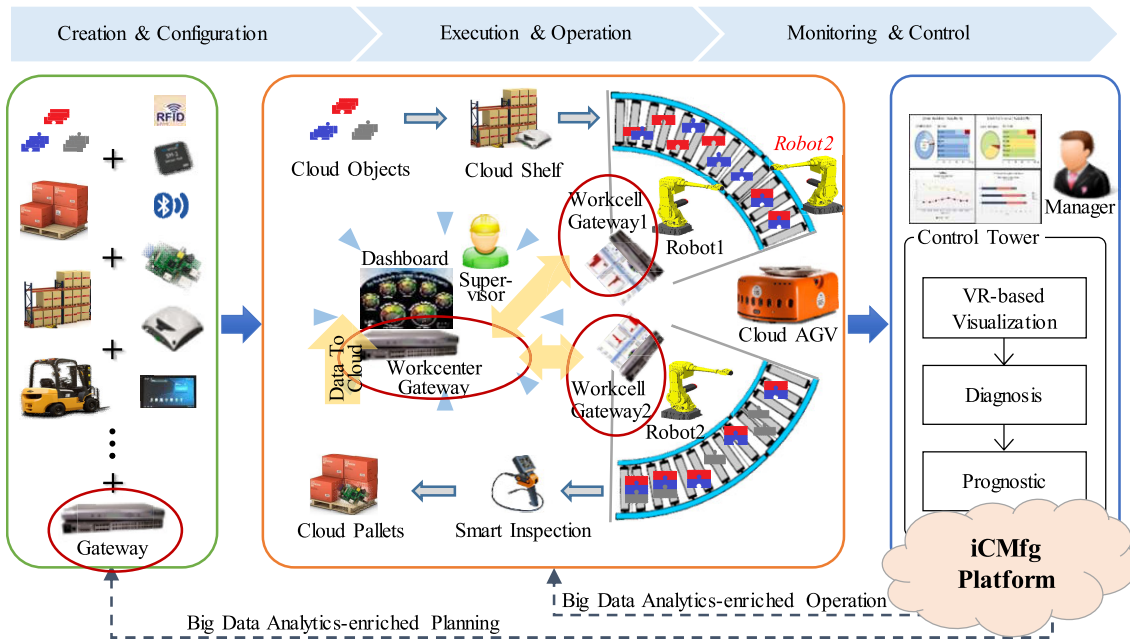 Creation & Configuration
Execution & Operation
Monitoring & Control
RFID
Gateway
Cloud Objects
Cloud Shelf
Robot2
Workcell
Gateway1
Robot1
Dashboard
Super-
visor
Cloud AGV
Data To
Cloud
Workcenter
Gateway
Workcell
Gateway2
Robot2
Cloud Pallets
Smart Inspection
Manager
Control Tower
VR-based
Visualization
Diagnosis
Prognostic
iCMfg
Platform
Big Data Analytics-enriched Operation
Big Data Analytics-enriched Planning